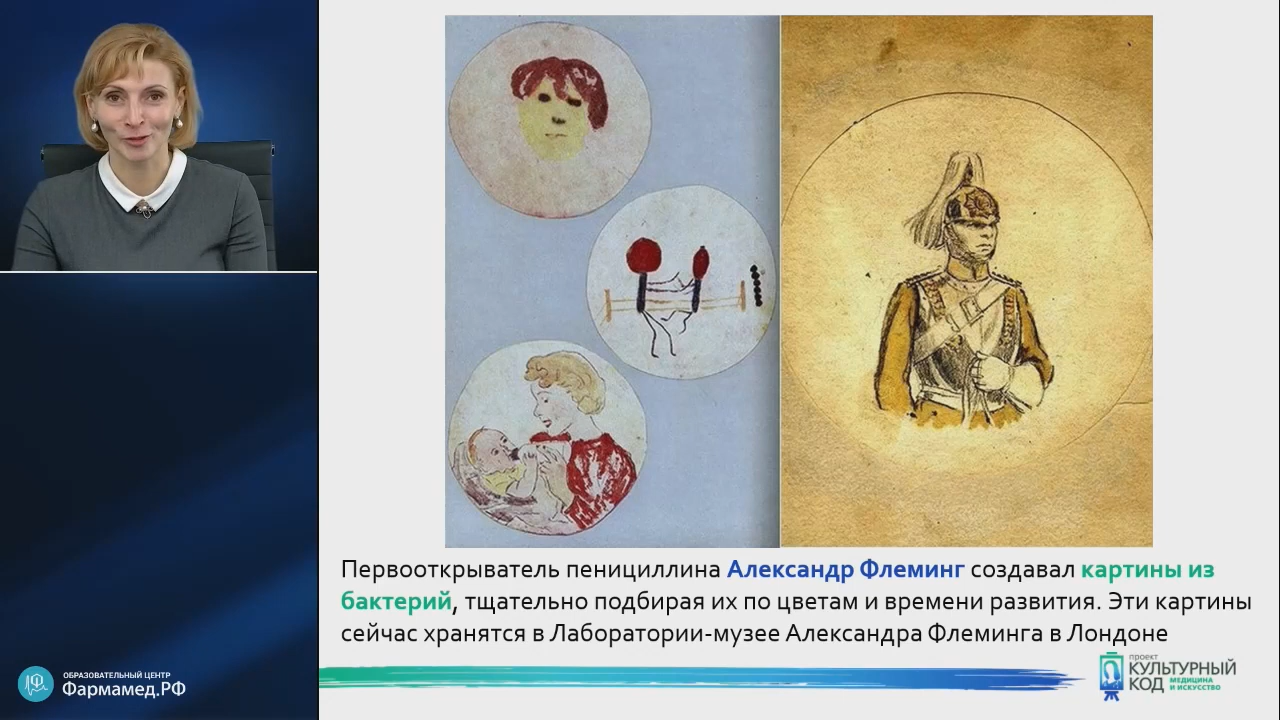 Первооткрыватель пенициллина Александр Флеминг создавал картины из
бактерий, тщательно подбирая их по цветам и времени развития. Эти картины
сейчас хранятся в Лаборатории-музее Александра Флеминга в Лондоне
ОБРАЗОВАТЕЛЬНЫЙ ЦЕНТР
Фармамед.РФ
проект
КУЛЬТУРНЫЙ
КОД
МЕДИЦИНА
И ИСКУССТВО